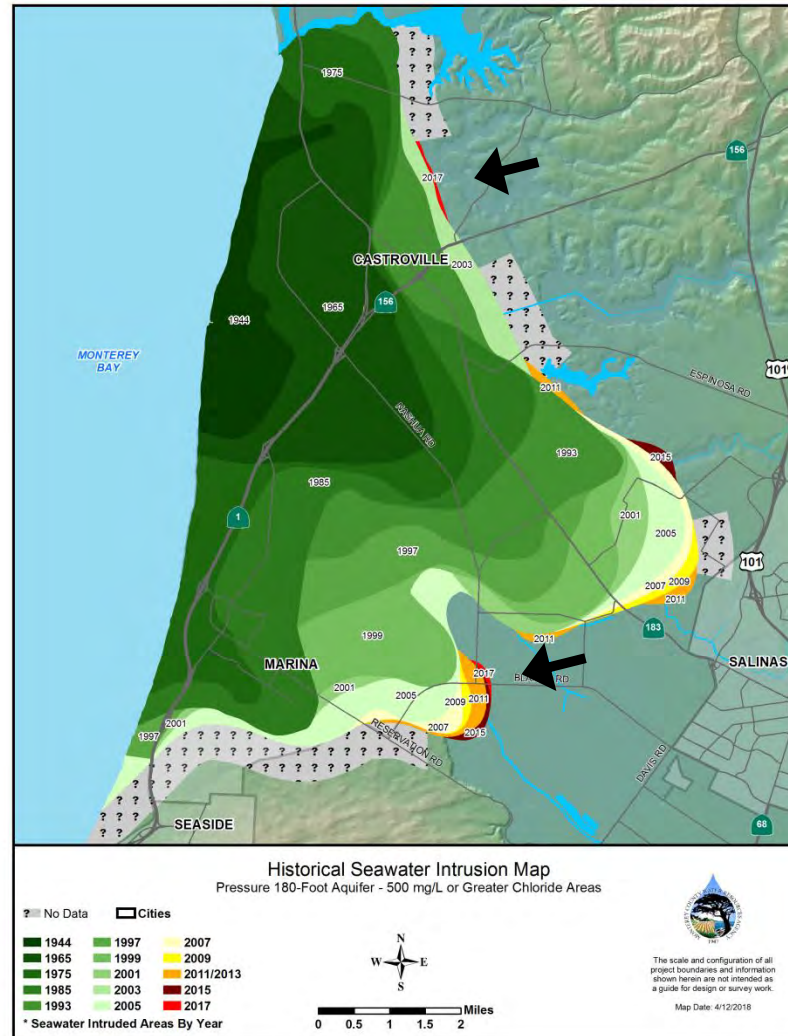 1975
156
2017
CASTROVILLE
2003
156
1965
1944
MONTEREY
BAY
101
ESPINOSA RD
2011
NASHUA RD
1993
2015
1985
2001
1
2005
1997
101
2007
2009
2011
183
2011
1999
SALINAS
MARINA
2017
2001
2005
2009
2011
RESERVATION RD
2007
2015
DAVIS RD
2001
1997
SEASIDE
68
Historical Seawater Intrusion Map
Pressure 180-Foot Aquifer - 500 mg/L or Greater Chloride Areas
? No Data
Cities
1944 1997 2007
1965 1999 2009
1975 2001 2011/2013
1985 2003 2015
1993 2005 2017
* Seawater Intruded Areas By Year
N
W E
S
Miles
0 0.5 1 1.5 2
The scale and configuration of all
project boundaries and information
shown herein are not intended as
a guide for design or survey work.
Map Date: 4/12/2018